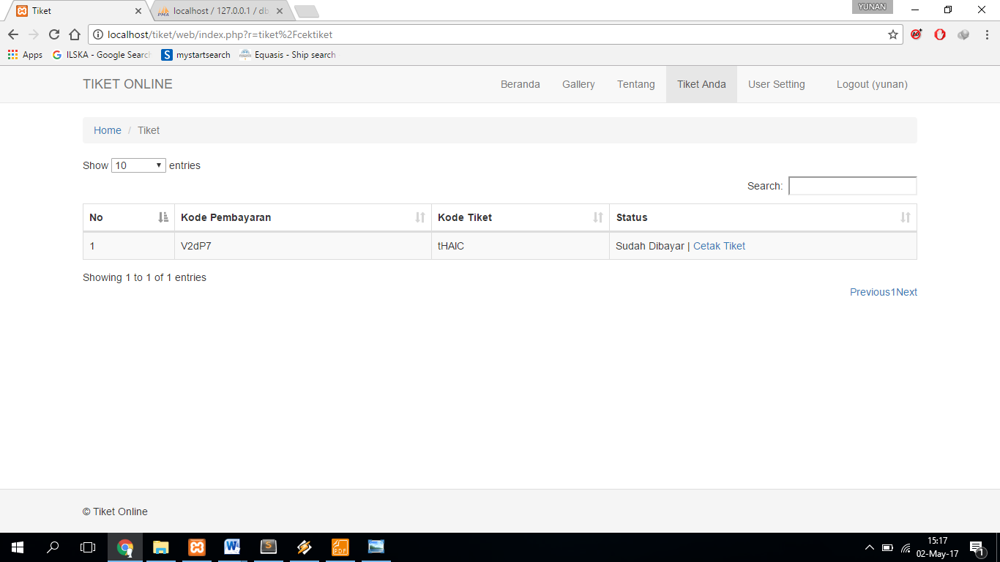 Tiket
localhost / 127.0.0.1 / db
YUNAN
localhost/tiket/web/index.php?r=tiket%2Fcektiket
Apps ILSKA - Google Search mystartsearch Equasis - Ship search
TIKET ONLINE Beranda Gallery Tentang Tiket Anda User Setting Logout (yunan)
Home / Tiket
Show 10 entries
Search:
No Kode Pembayaran Kode Tiket Status
1 V2dP7 tHAIC Sudah Dibayar | Cetak Tiket
Showing 1 to 1 of 1 entries
Previous1Next
© Tiket Online
15:17
02-May-17
1